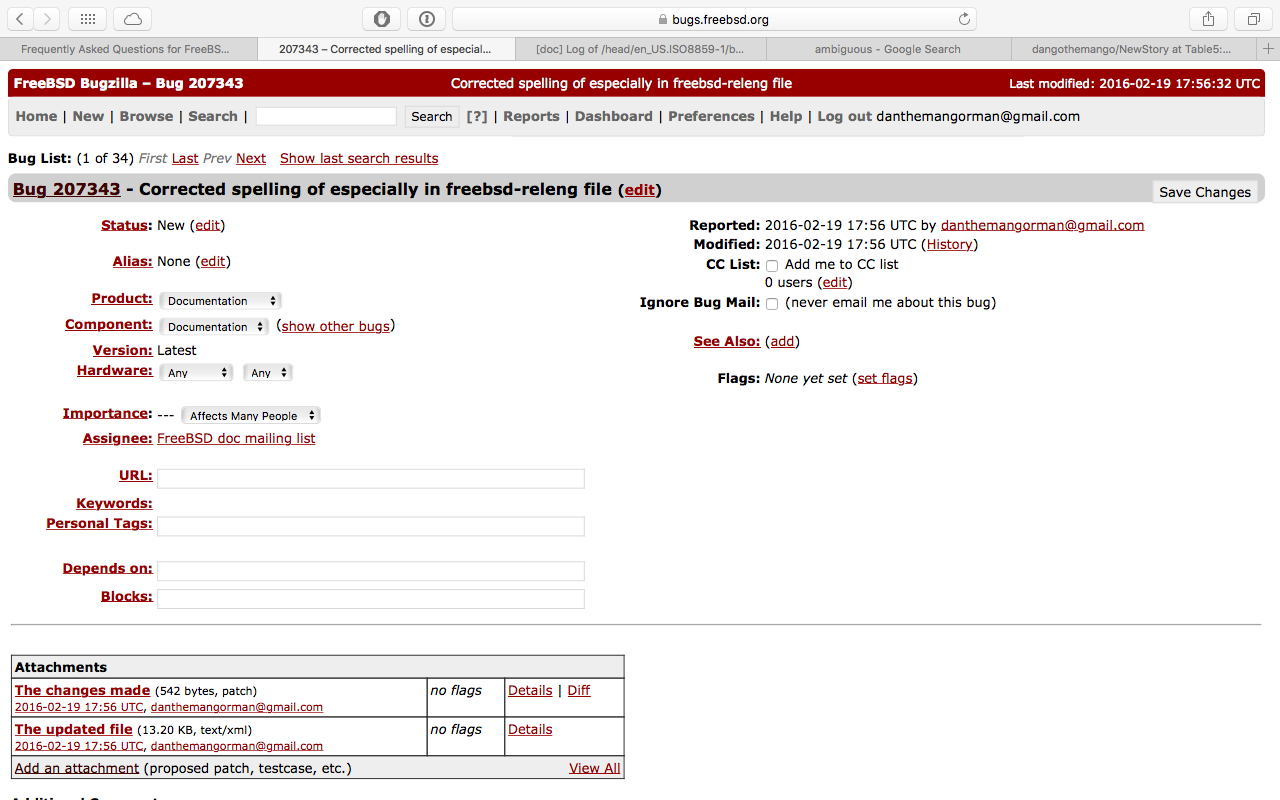 bugs.freebsd.org
Frequently Asked Questions for FreeBS...
207343 – Corrected spelling of especial...
[doc] Log of /head/en_US.ISO8859-1/b...
ambiguous - Google Search
dangothemango/NewStory at Table5:...
FreeBSD Bugzilla – Bug 207343
Corrected spelling of especially in freebsd-releng file
Last modified: 2016-02-19 17:56:32 UTC
Home | New | Browse | Search | Search [?] | Reports | Dashboard | Preferences | Help | Log out danthemangorman@gmail.com
Bug List: (1 of 34) First Last Prev Next Show last search results
Bug 207343 - Corrected spelling of especially in freebsd-releng file (edit)
Save Changes
Status: New (edit)
Alias: None (edit)
Product: Documentation
Component: Documentation (show other bugs)
Version: Latest
Hardware: Any Any
Importance: --- Affects Many People
Assignee: FreeBSD doc mailing list
URL:
Keywords:
Personal Tags:
Depends on:
Blocks:
Reported: 2016-02-19 17:56 UTC by danthemangorman@gmail.com
Modified: 2016-02-19 17:56 UTC (History)
CC List: Add me to CC list
0 users (edit)
Ignore Bug Mail: (never email me about this bug)
See Also: (add)
Flags: None yet set (set flags)
Attachments
The changes made (542 bytes, patch)
2016-02-19 17:56 UTC, danthemangorman@gmail.com
no flags
Details | Diff
The updated file (13.20 KB, text/xml)
2016-02-19 17:56 UTC, danthemangorman@gmail.com
no flags
Details
Add an attachment (proposed patch, testcase, etc.)
View All